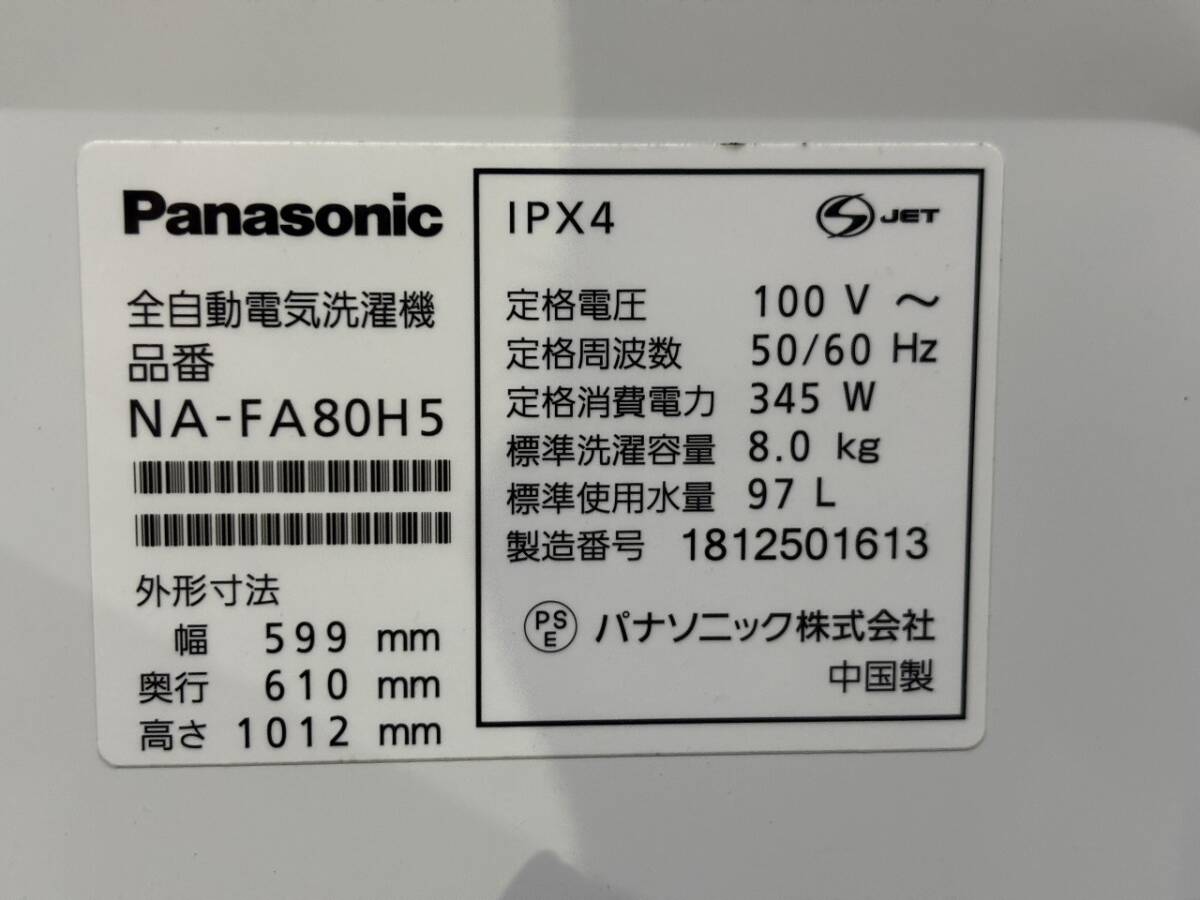 Panasonic
全自動電気洗濯機
品番
NA-FA80H5
外形寸法
幅 599 mm
奥行 610 mm
高さ 1012 mm
IPX4
S JET
定格電圧 100 V ～
定格周波数 50/60 Hz
定格消費電力 345 W
標準洗濯容量 8.0 kg
標準使用水量 97 L
製造番号 1812501613
PSE パナソニック株式会社
中国製